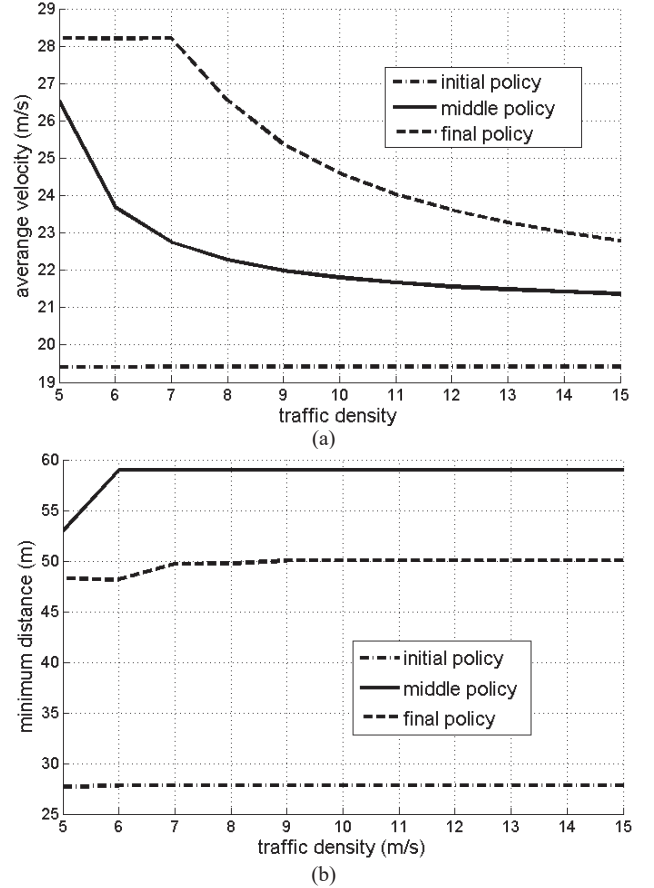 29
28
27
26
25
24
23
22
21
20
19
averange velocity (m/s)
initial policy
middle policy
final policy
5 6 7 8 9 10 11 12 13 14 15
traffic density
(a)
60
55
50
45
40
35
30
25
minimum distance (m)
initial policy
middle policy
final policy
5 6 7 8 9 10 11 12 13 14 15
traffic density (m/s)
(b)